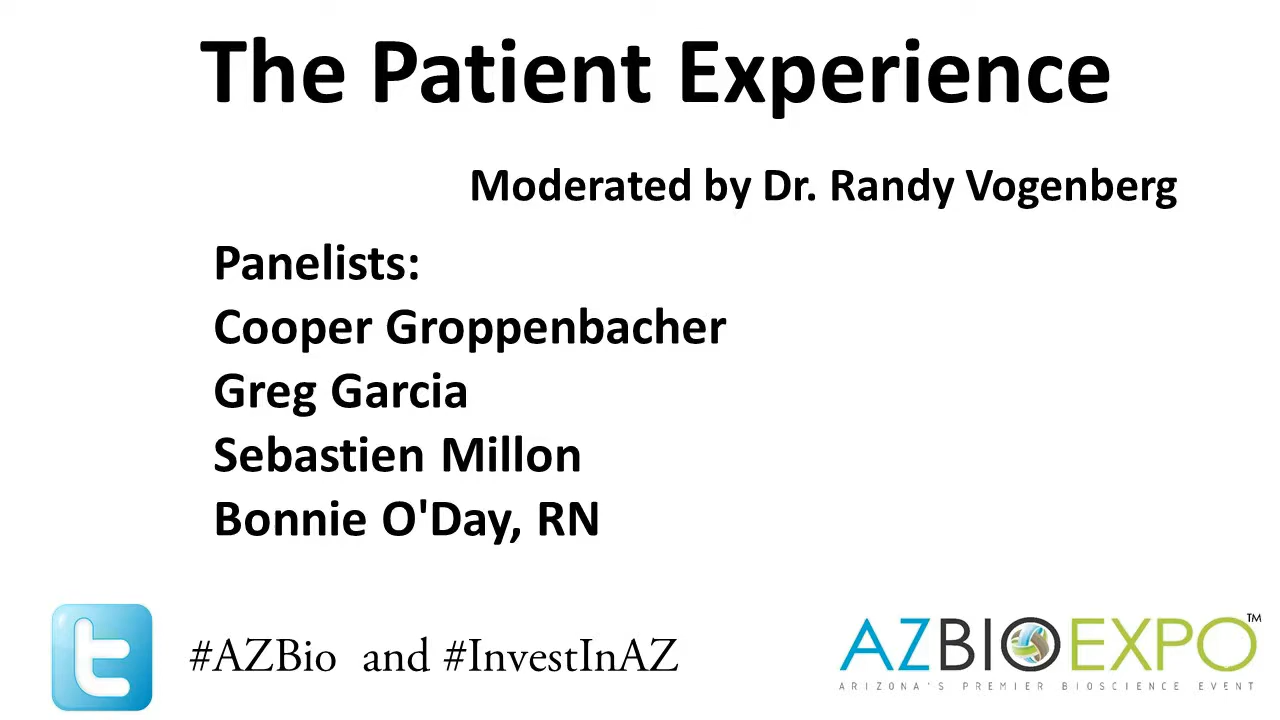 The Patient Experience
Moderated by Dr. Randy Vogenberg
Panelists:
Cooper Groppenbacher
Greg Garcia
Sebastien Millon
Bonnie O'Day, RN
t
#AZBio and #InvestInAZ
AZBIOEXPO™
ARIZONA'S PREMIER BIOSCIENCE EVENT